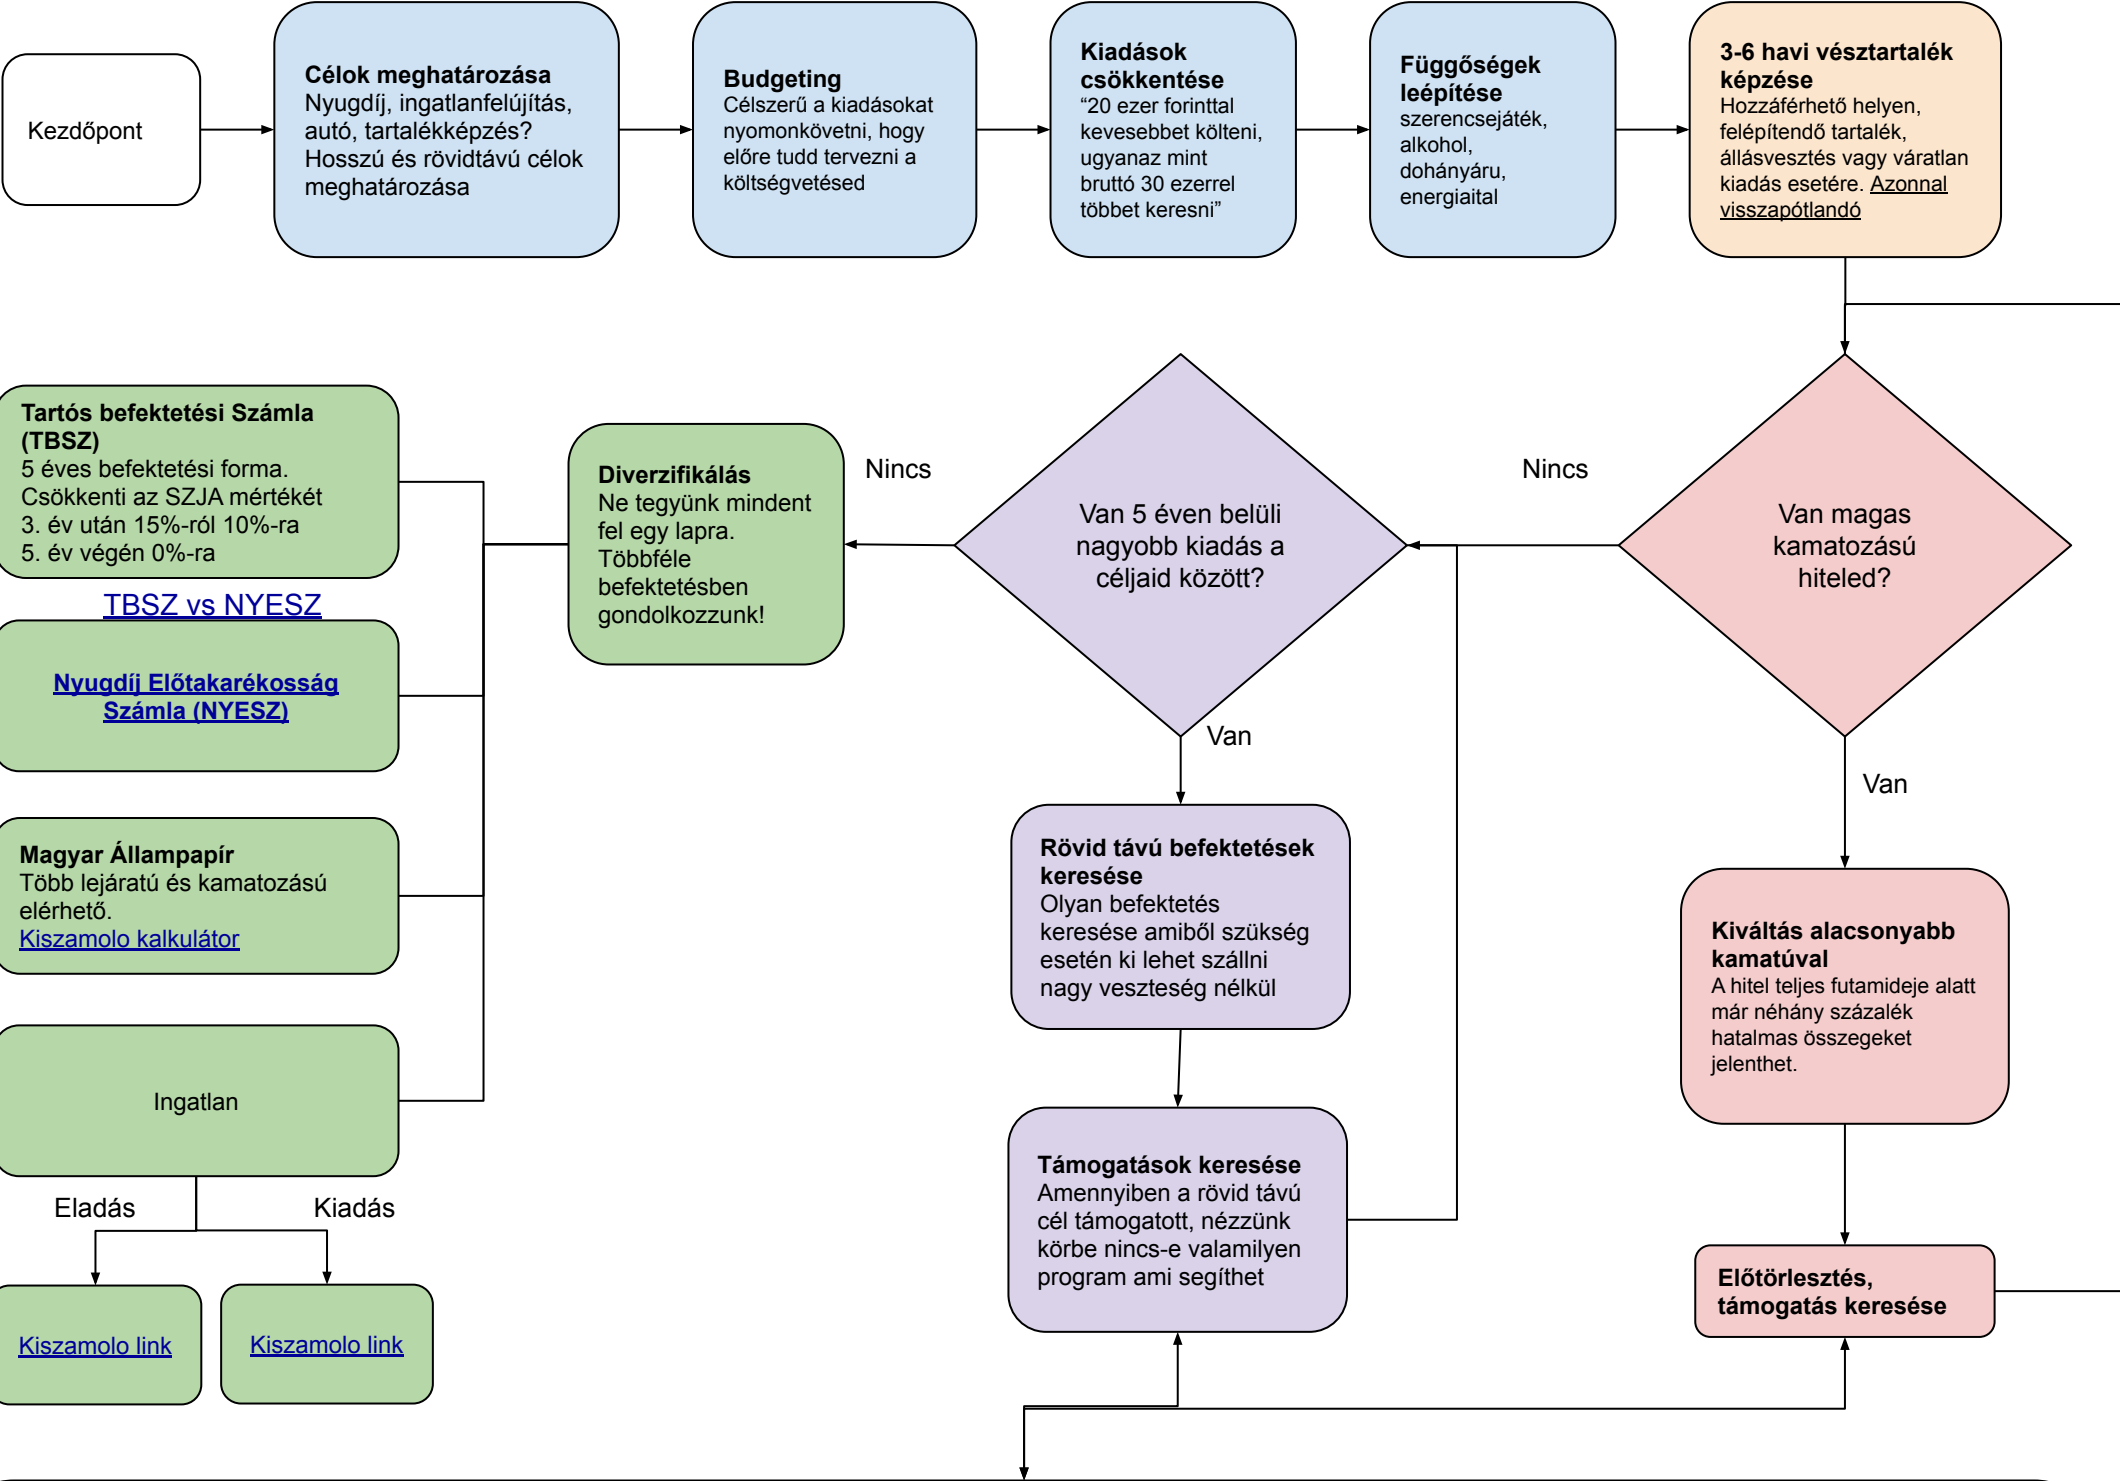 Kezdőpont
Célok meghatározása
Nyugdíj, ingatlanfelújítás,
autó, tartalékképzés?
Hosszú és rövidtávú célok
meghatározása
Budgeting
Célszerű a kiadásokat
nyomonkövetni, hogy
előre tudd tervezni a
költségvetésed
Kiadások
csökkentése
“20 ezer forinttal
kevesebbet költeni,
ugyanaz mint
bruttó 30 ezerrel
többet keresni”
Függőségek
leépítése
szerencsejáték,
alkohol,
dohányáru,
energiaital
3-6 havi vésztartalék
képzése
Hozzáférhető helyen,
felépítendő tartalék,
állásvesztés vagy váratlan
kiadás esetére. Azonnal
visszapótlandó
Van magas
kamatozású
hiteled?
Nincs
Van
Kiváltás alacsonyabb
kamatúval
A hitel teljes futamideje alatt
már néhány százalék
hatalmas összegeket
jelenthet.
Előtörlesztés,
támogatás keresése
Van 5 éven belüli
nagyobb kiadás a
céljaid között?
Nincs
Van
Rövid távú befektetések
keresése
Olyan befektetés
keresése amiből szükség
esetén ki lehet szállni
nagy veszteség nélkül
Támogatások keresése
Amennyiben a rövid távú
cél támogatott, nézzünk
körbe nincs-e valamilyen
program ami segíthet
Diverzifikálás
Ne tegyünk mindent
fel egy lapra.
Többféle
befektetésben
gondolkozzunk!
Tartós befektetési Számla
(TBSZ)
5 éves befektetési forma.
Csökkenti az SZJA mértékét
3. év után 15%-ról 10%-ra
5. év végén 0%-ra
TBSZ vs NYESZ
Nyugdíj Előtakarékosság
Számla (NYESZ)
Magyar Állampapír
Több lejáratú és kamatozású
elérhető.
Kiszamolo kalkulátor
Ingatlan
Eladás
Kiadás
Kiszamolo link
Kiszamolo link